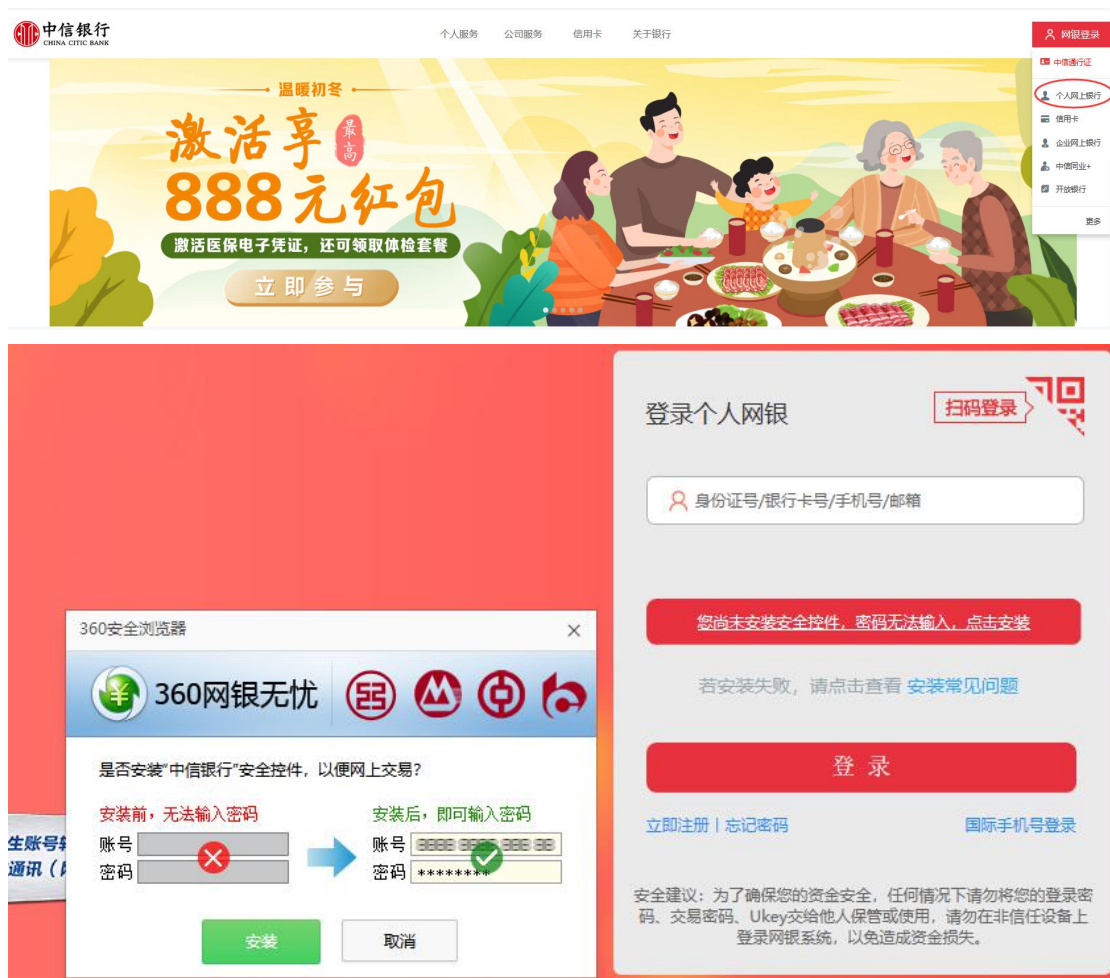 中信银行
CHINA CITIC BANK
个人服务 公司服务 信用卡 关于银行
网银登录
中信通行证
个人网上银行
信用卡
企业网上银行
中信同业+
开放银行
更多
温暖初冬
激活享最高
888元红包
激活医保电子凭证，还可领取体检套餐
立即参与
登录个人网银
扫码登录
身份证号/银行卡号/手机号/邮箱
您尚未安装安全控件，密码无法输入，点击安装
若安装失败，请点击查看 安装常见问题
登 录
立即注册 | 忘记密码 国际手机号登录
安全建议：为了确保您的资金安全，任何情况下请勿将您的登录密
码、交易密码、Ukey交给他人保管或使用，请勿在非信任设备上
登录网银系统，以免造成资金损失。
360安全浏览器
360网银无忧
是否安装“中信银行”安全控件，以便网上交易？
安装前，无法输入密码
账号
密码
安装后，即可输入密码
账号
密码 ********
安装 取消
生账号
通讯（